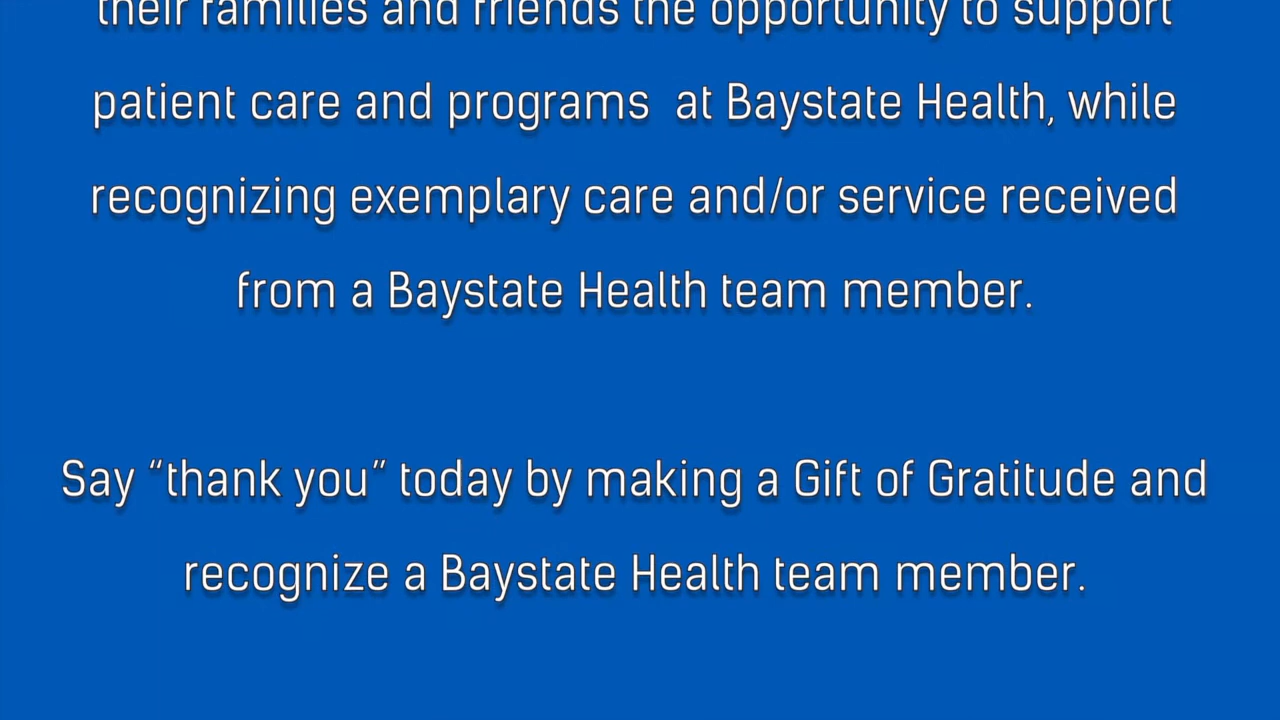 their families and friends the opportunity to support
patient care and programs  at Baystate Health, while
recognizing exemplary care and/or service received
from a Baystate Health team member.
Say “thank you” today by making a Gift of Gratitude and
recognize a Baystate Health team member.